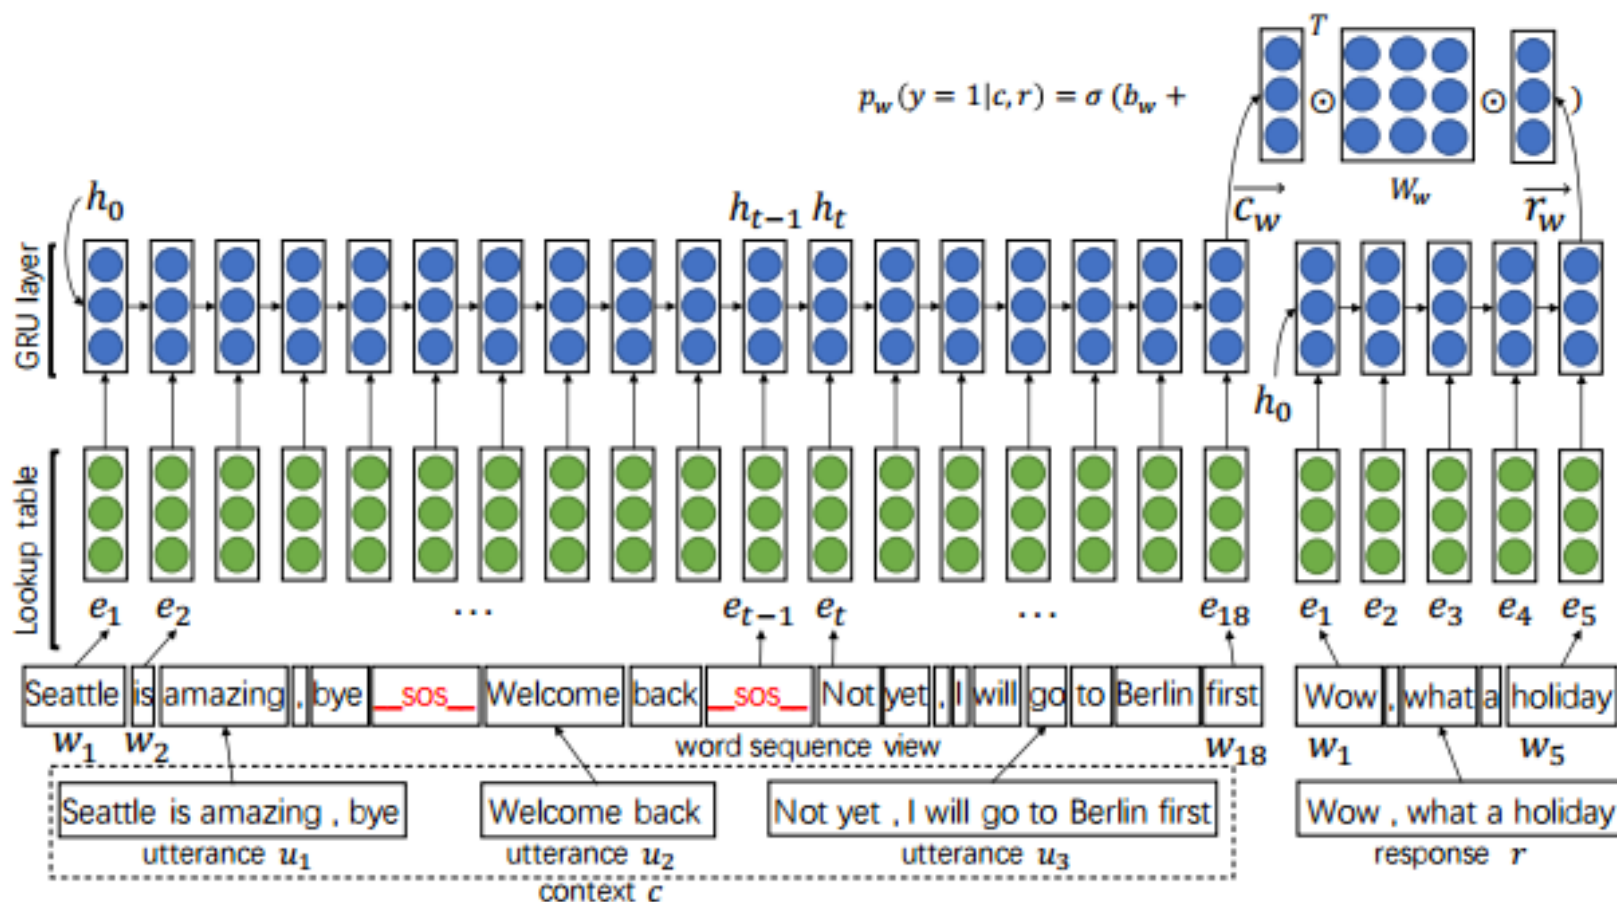 p_w(y = 1|c, r) = σ (b_w + T ⊙ ⊙ )
h_0 h_{t-1} h_t c_w W_w r_w
GRU layer
h_0
Lookup table
e_1 e_2 ... e_{t-1} e_t ... e_18 e_1 e_2 e_3 e_4 e_5
Seattle is amazing , bye __sos__ Welcome back __sos__ Not yet , I will go to Berlin first Wow , what a holiday
w_1 w_2 word sequence view w_18 w_1 w_5
Seattle is amazing , bye Welcome back Not yet , I will go to Berlin first Wow , what a holiday
utterance u_1 utterance u_2 utterance u_3 response r
context c